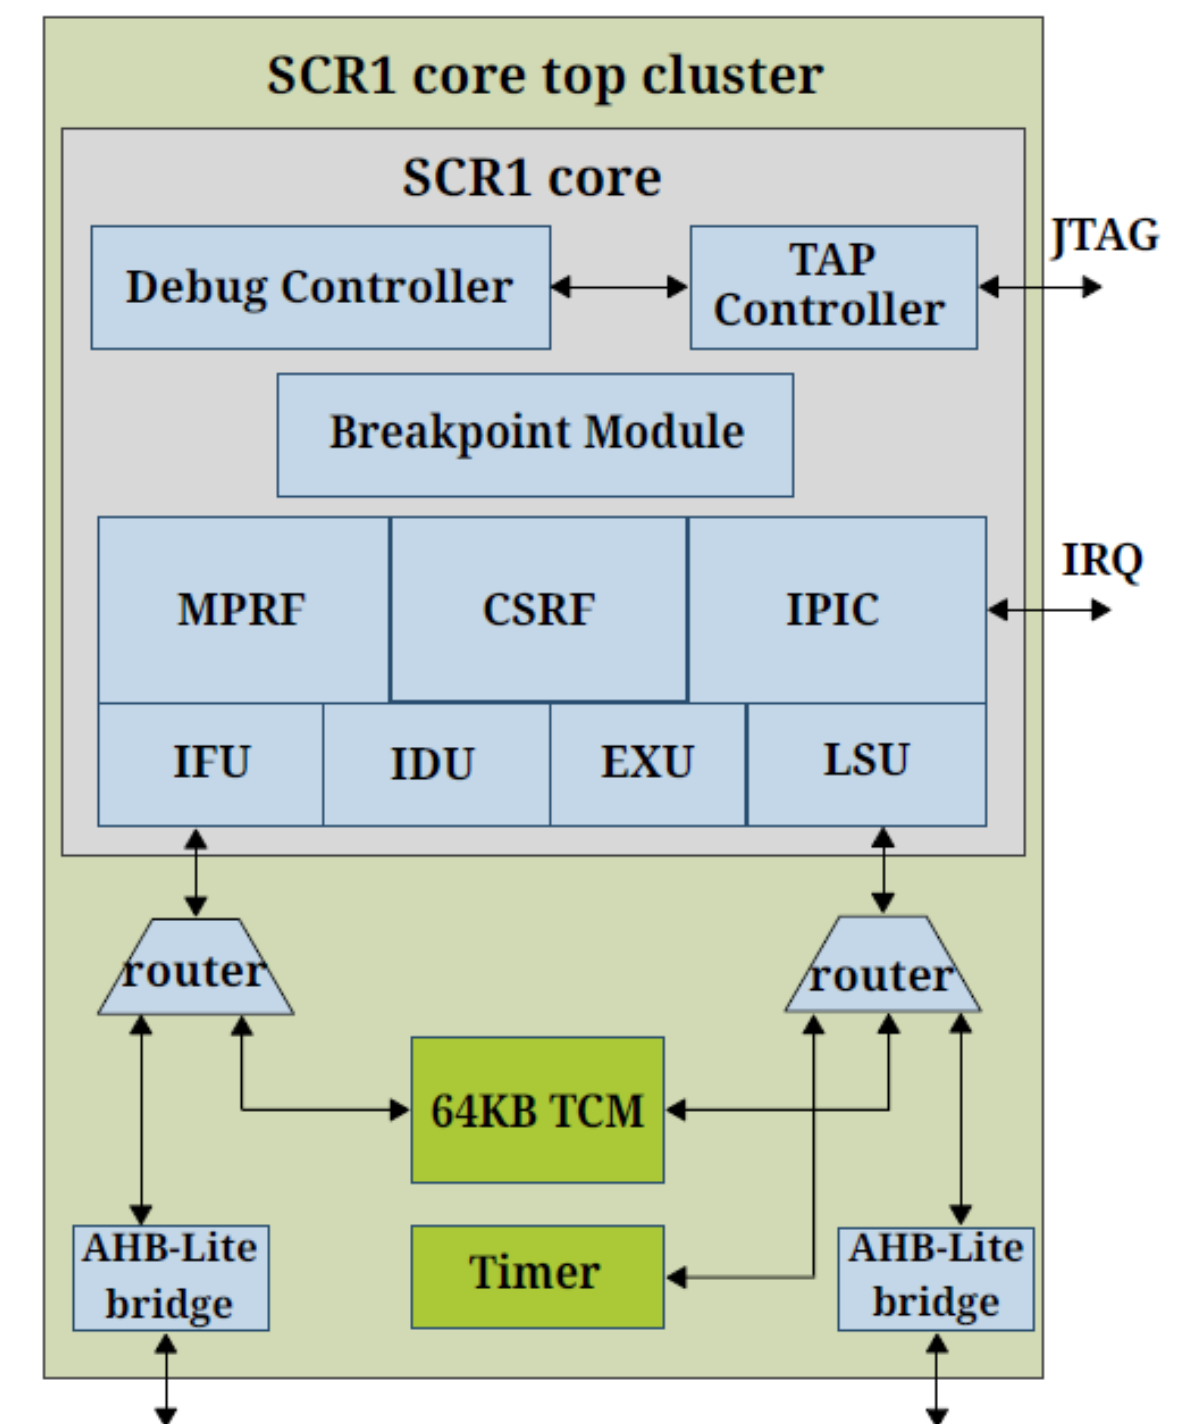 SCR1 core top cluster
SCR1 core
Debug Controller
TAP
Controller
JTAG
Breakpoint Module
MPRF
CSRF
IPIC
IRQ
IFU
IDU
EXU
LSU
router
router
64KB TCM
AHB-Lite
bridge
Timer
AHB-Lite
bridge